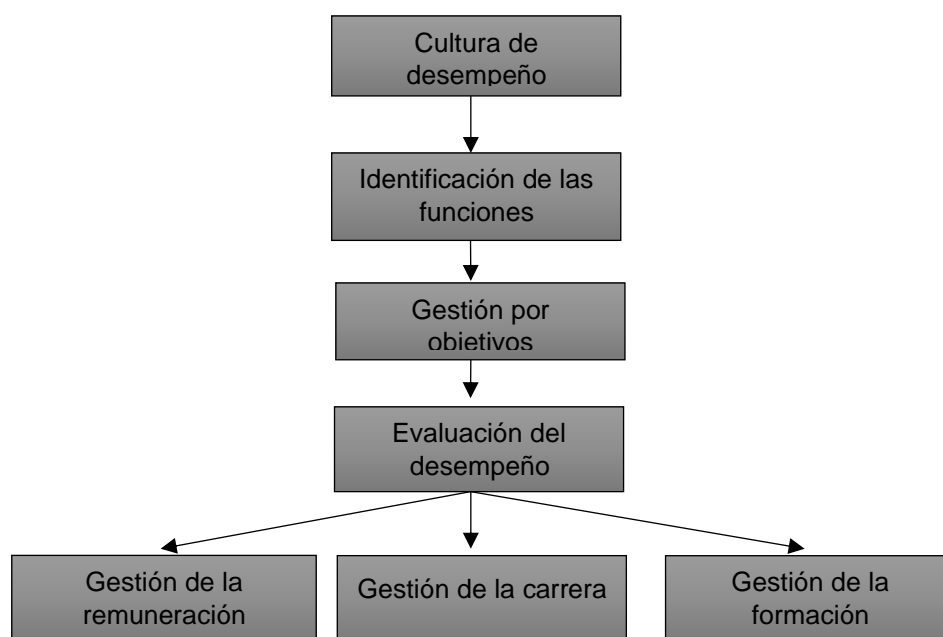 Cultura de
desempeño
Identificación de las
funciones
Gestión por
objetivos
Evaluación del
desempeño
Gestión de la
remuneración
Gestión de la carrera
Gestión de la
formación